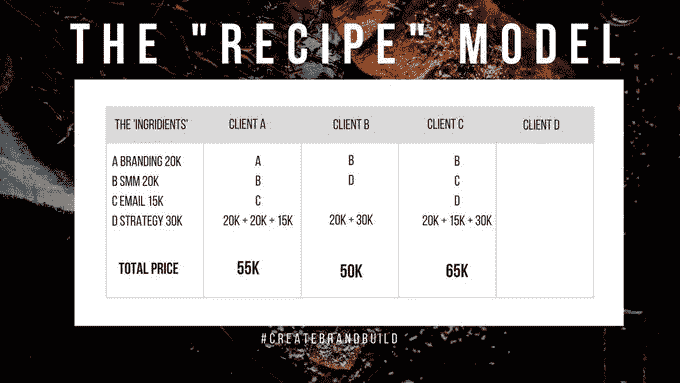 THE "RECIPE" MODEL
THE 'INGRIDIENTS' CLIENT A CLIENT B CLIENT C CLIENT D
A BRANDING 20K A B B
B SMM 20K B D C
C EMAIL 15K C D
D STRATEGY 30K 20K + 20K + 15K 20K + 30K 20K + 15K + 30K
TOTAL PRICE 55K 50K 65K
#CREATEBRANDBUILD